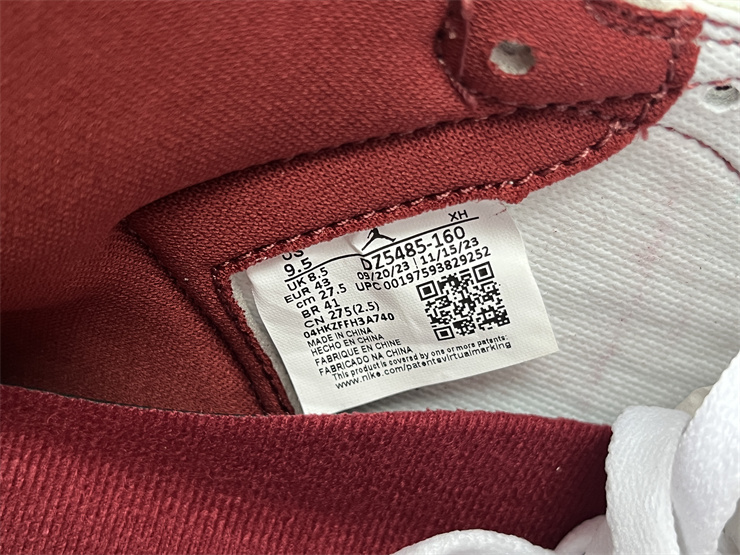 XH
US
9.5
UK 8.5
EUR 43
cm 27.5
BR 41
CN 275(2.5)
DZ5485-160
09/20/23 | 11/15/23
UPC 00197593829252
04HKZFFH3A740
MADE IN CHINA
HECHO EN CHINA
FABRIQUE EN CHINE
FABRICADO NA CHINA
This product is covered by one or more patents:
www.nike.com/patentsvirtualmarking